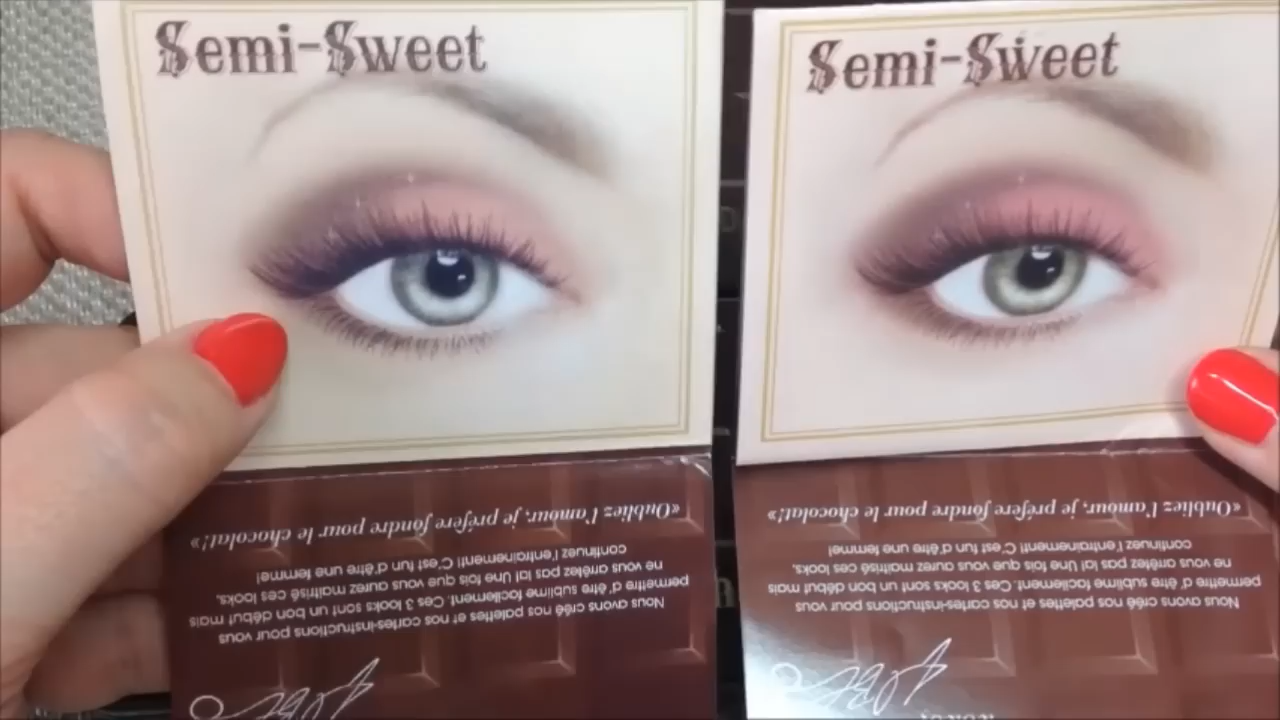 Semi-Sweet
«Oubliez l'amour, je préfère fondre pour le chocolat!»
Nous avons créé nos palettes et nos cartes-instructions pour vous
permettre d'être sublime facilement. Ces 3 looks sont un bon début mais
ne vous arrêtez pas là! Une fois que vous aurez maîtrisé ces looks,
continuez l'entraînement! C'est fun d'être une femme!
Semi-Sweet
«Oubliez l'amour, je préfère fondre pour le chocolat!»
Nous avons créé nos palettes et nos cartes-instructions pour vous
permettre d'être sublime facilement. Ces 3 looks sont un bon début mais
ne vous arrêtez pas là! Une fois que vous aurez maîtrisé ces looks,
continuez l'entraînement! C'est fun d'être une femme!